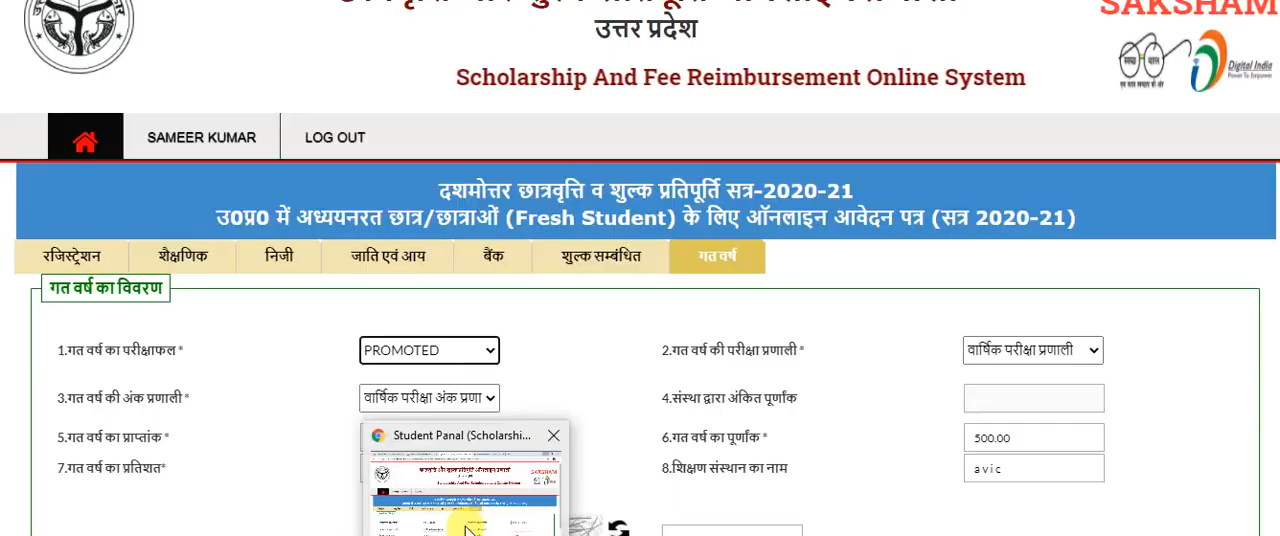 उत्तर प्रदेश
SAKSHAM
Scholarship And Fee Reimbursement Online System
Digital India
Power To Empower
SAMEER KUMAR
LOG OUT
दशमोत्तर छात्रवृत्ति व शुल्क प्रतिपूर्ति सत्र-2020-21
उ0प्र0 में अध्ययनरत छात्र/छात्राओं (Fresh Student) के लिए ऑनलाइन आवेदन पत्र (सत्र 2020-21)
रजिस्ट्रेशन शैक्षणिक निजी जाति एवं आय बैंक शुल्क सम्बंधित गत वर्ष
गत वर्ष का विवरण
1.गत वर्ष का परीक्षाफल * PROMOTED 2.गत वर्ष की परीक्षा प्रणाली * वार्षिक परीक्षा प्रणाली
3.गत वर्ष की अंक प्रणाली * वार्षिक परीक्षा अंक प्रणा 4.संस्था द्वारा अंकित पूर्णांक
5.गत वर्ष का प्राप्तांक * 6.गत वर्ष का पूर्णांक * 500.00
7.गत वर्ष का प्रतिशत* 8.शिक्षण संस्थान का नाम avic
Student Panal (Scholarshi...